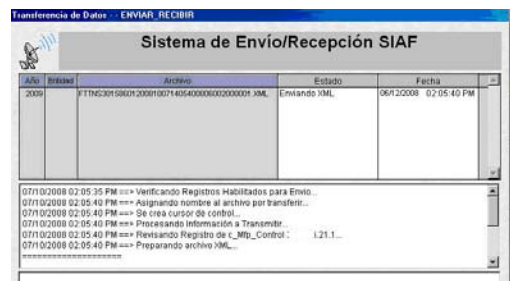 Transferencia de Datos - - ENVIAR_RECIBIR
Sistema de Envío/Recepción SIAF
Año Entidad Archivo Estado Fecha
2009 Enviando XML 06/12/2008 02:05:40 PM
07/10/2008 02:05:35 PM ==> Verificando Registros Habilitados para Envio...
07/10/2008 02:05:40 PM ==> Asignando nombre al archivo por transferir...
07/10/2008 02:05:40 PM ==> Se crea cursor de control...
07/10/2008 02:05:40 PM ==> Procesando Información a Transmitir...
07/10/2008 02:05:40 PM ==> Revisando Registro de c_Mfp_Control : i.21.1...
07/10/2008 02:05:40 PM ==> Preparando archivo XML...
====================